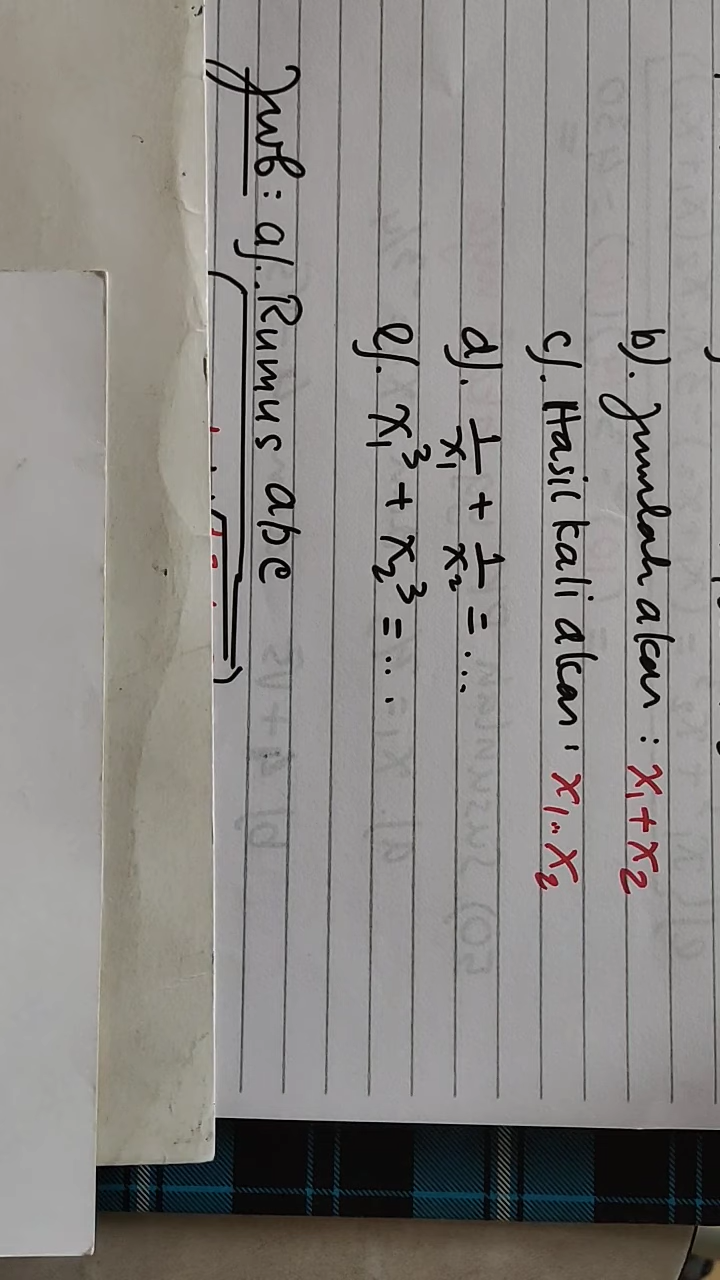 b). Jumlah akar : x₁ + x₂
c). Hasil kali akar : x₁ . x₂
d). 1/x₁ + 1/x₂ = ...
e). x₁³ + x₂³ = ...
Jwb : a). Rumus abc